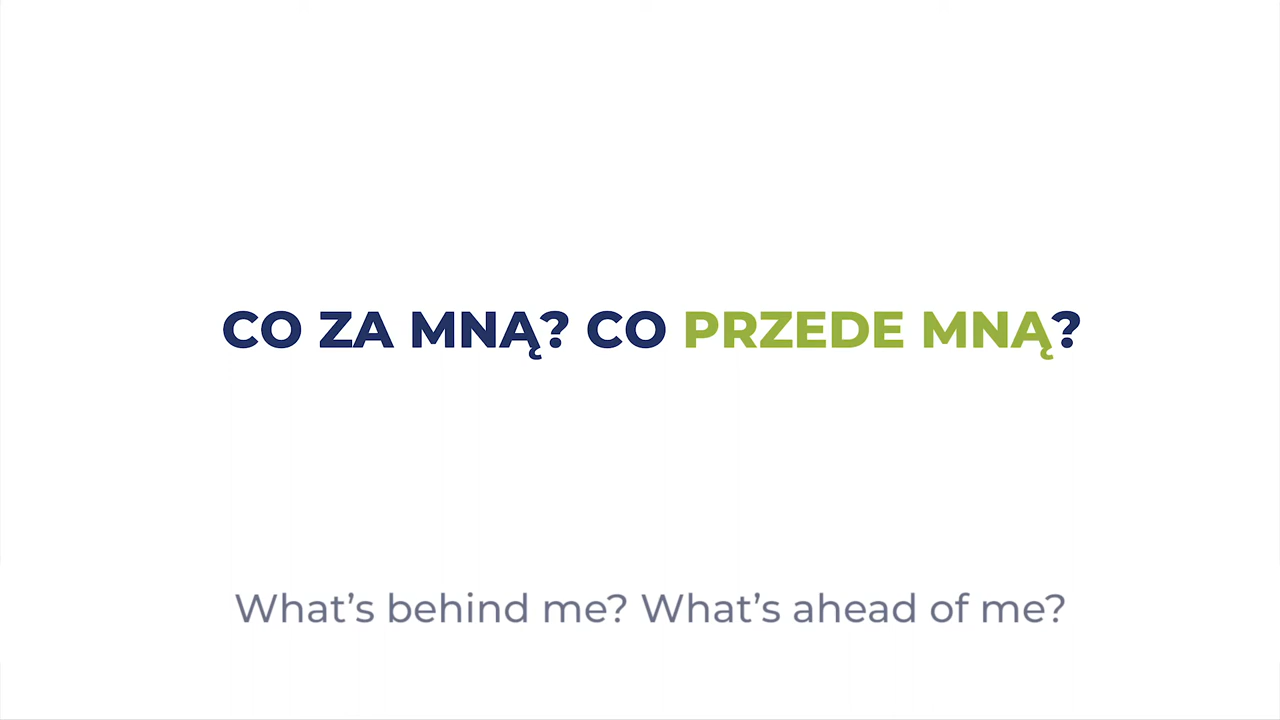 CO ZA MNĄ? CO PRZEDE MNĄ?
What’s behind me? What’s ahead of me?